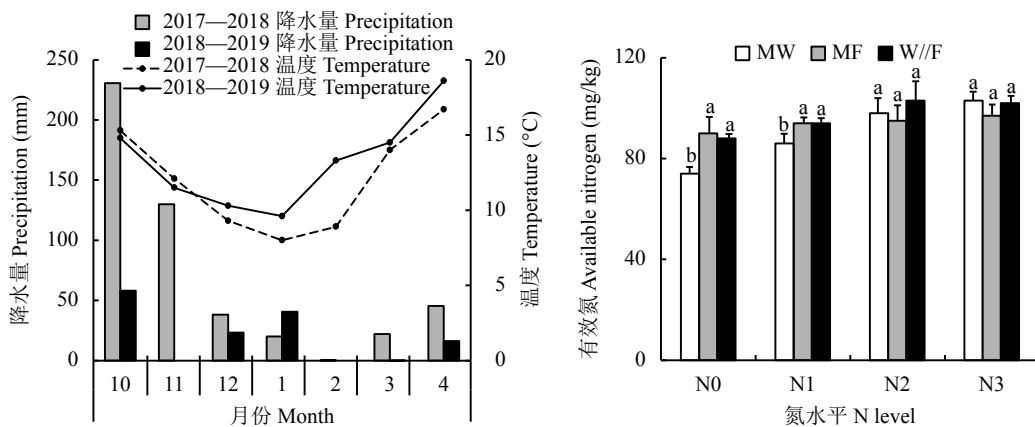 2017—2018 降水量 Precipitation
2018—2019 降水量 Precipitation
2017—2018 温度 Temperature
2018—2019 温度 Temperature
降水量 Precipitation (mm)
250
200
150
100
50
0
20
15
10
5
0
温度 Temperature (°C)
10 11 12 1 2 3 4
月份 Month
MW MF W//F
有效氮 Available nitrogen (mg/kg)
120
80
40
0
b a a
b a a
a a a
a a a
N0 N1 N2 N3
氮水平 N level